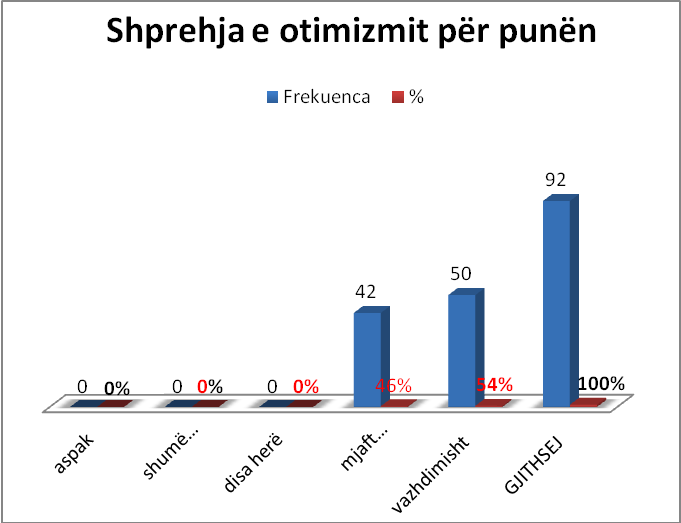 Shprehja e otimizmit për punën
Frekuenca %
92
50
42
0 0% 0 0% 0 0% 46% 54% 100%
aspak
shumë...
disa herë
mjaft...
vazhdimisht
GJITHSEJ